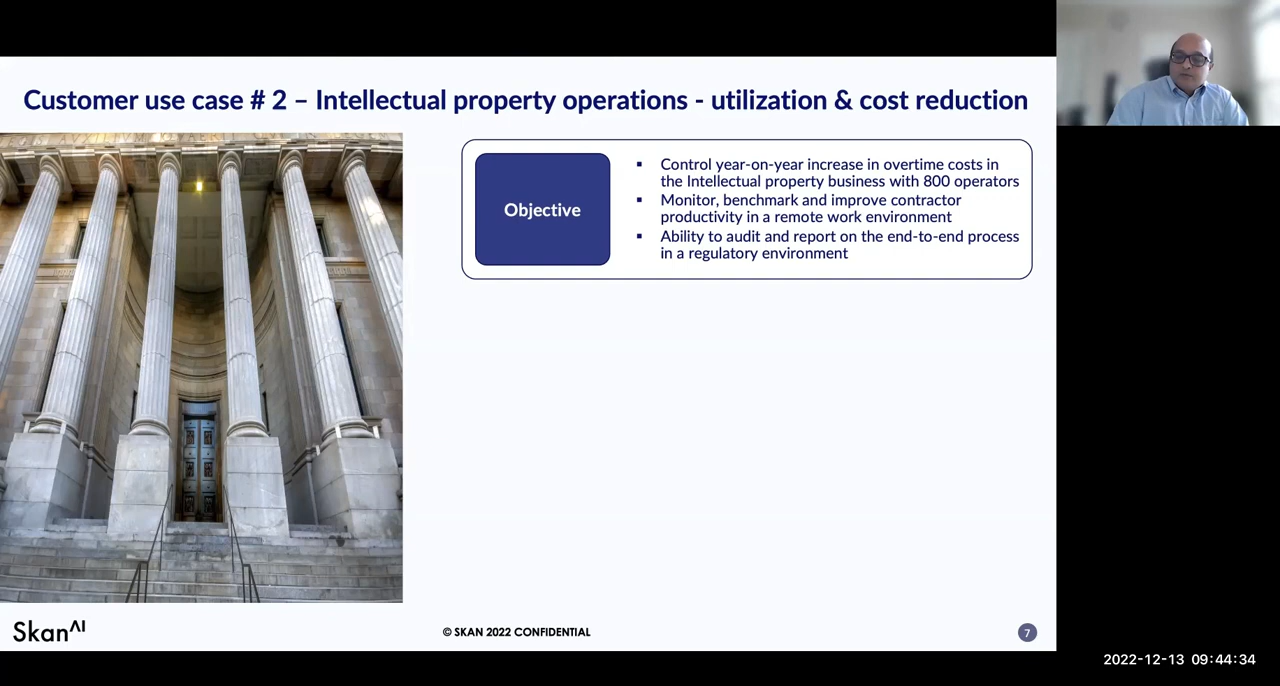 Customer use case # 2 – Intellectual property operations - utilization & cost reduction
Objective
▪ Control year-on-year increase in overtime costs in
the Intellectual property business with 800 operators
▪ Monitor, benchmark and improve contractor
productivity in a remote work environment
▪ Ability to audit and report on the end-to-end process
in a regulatory environment
Skan AI
© SKAN 2022 CONFIDENTIAL
7
2022-12-13 09:44:34